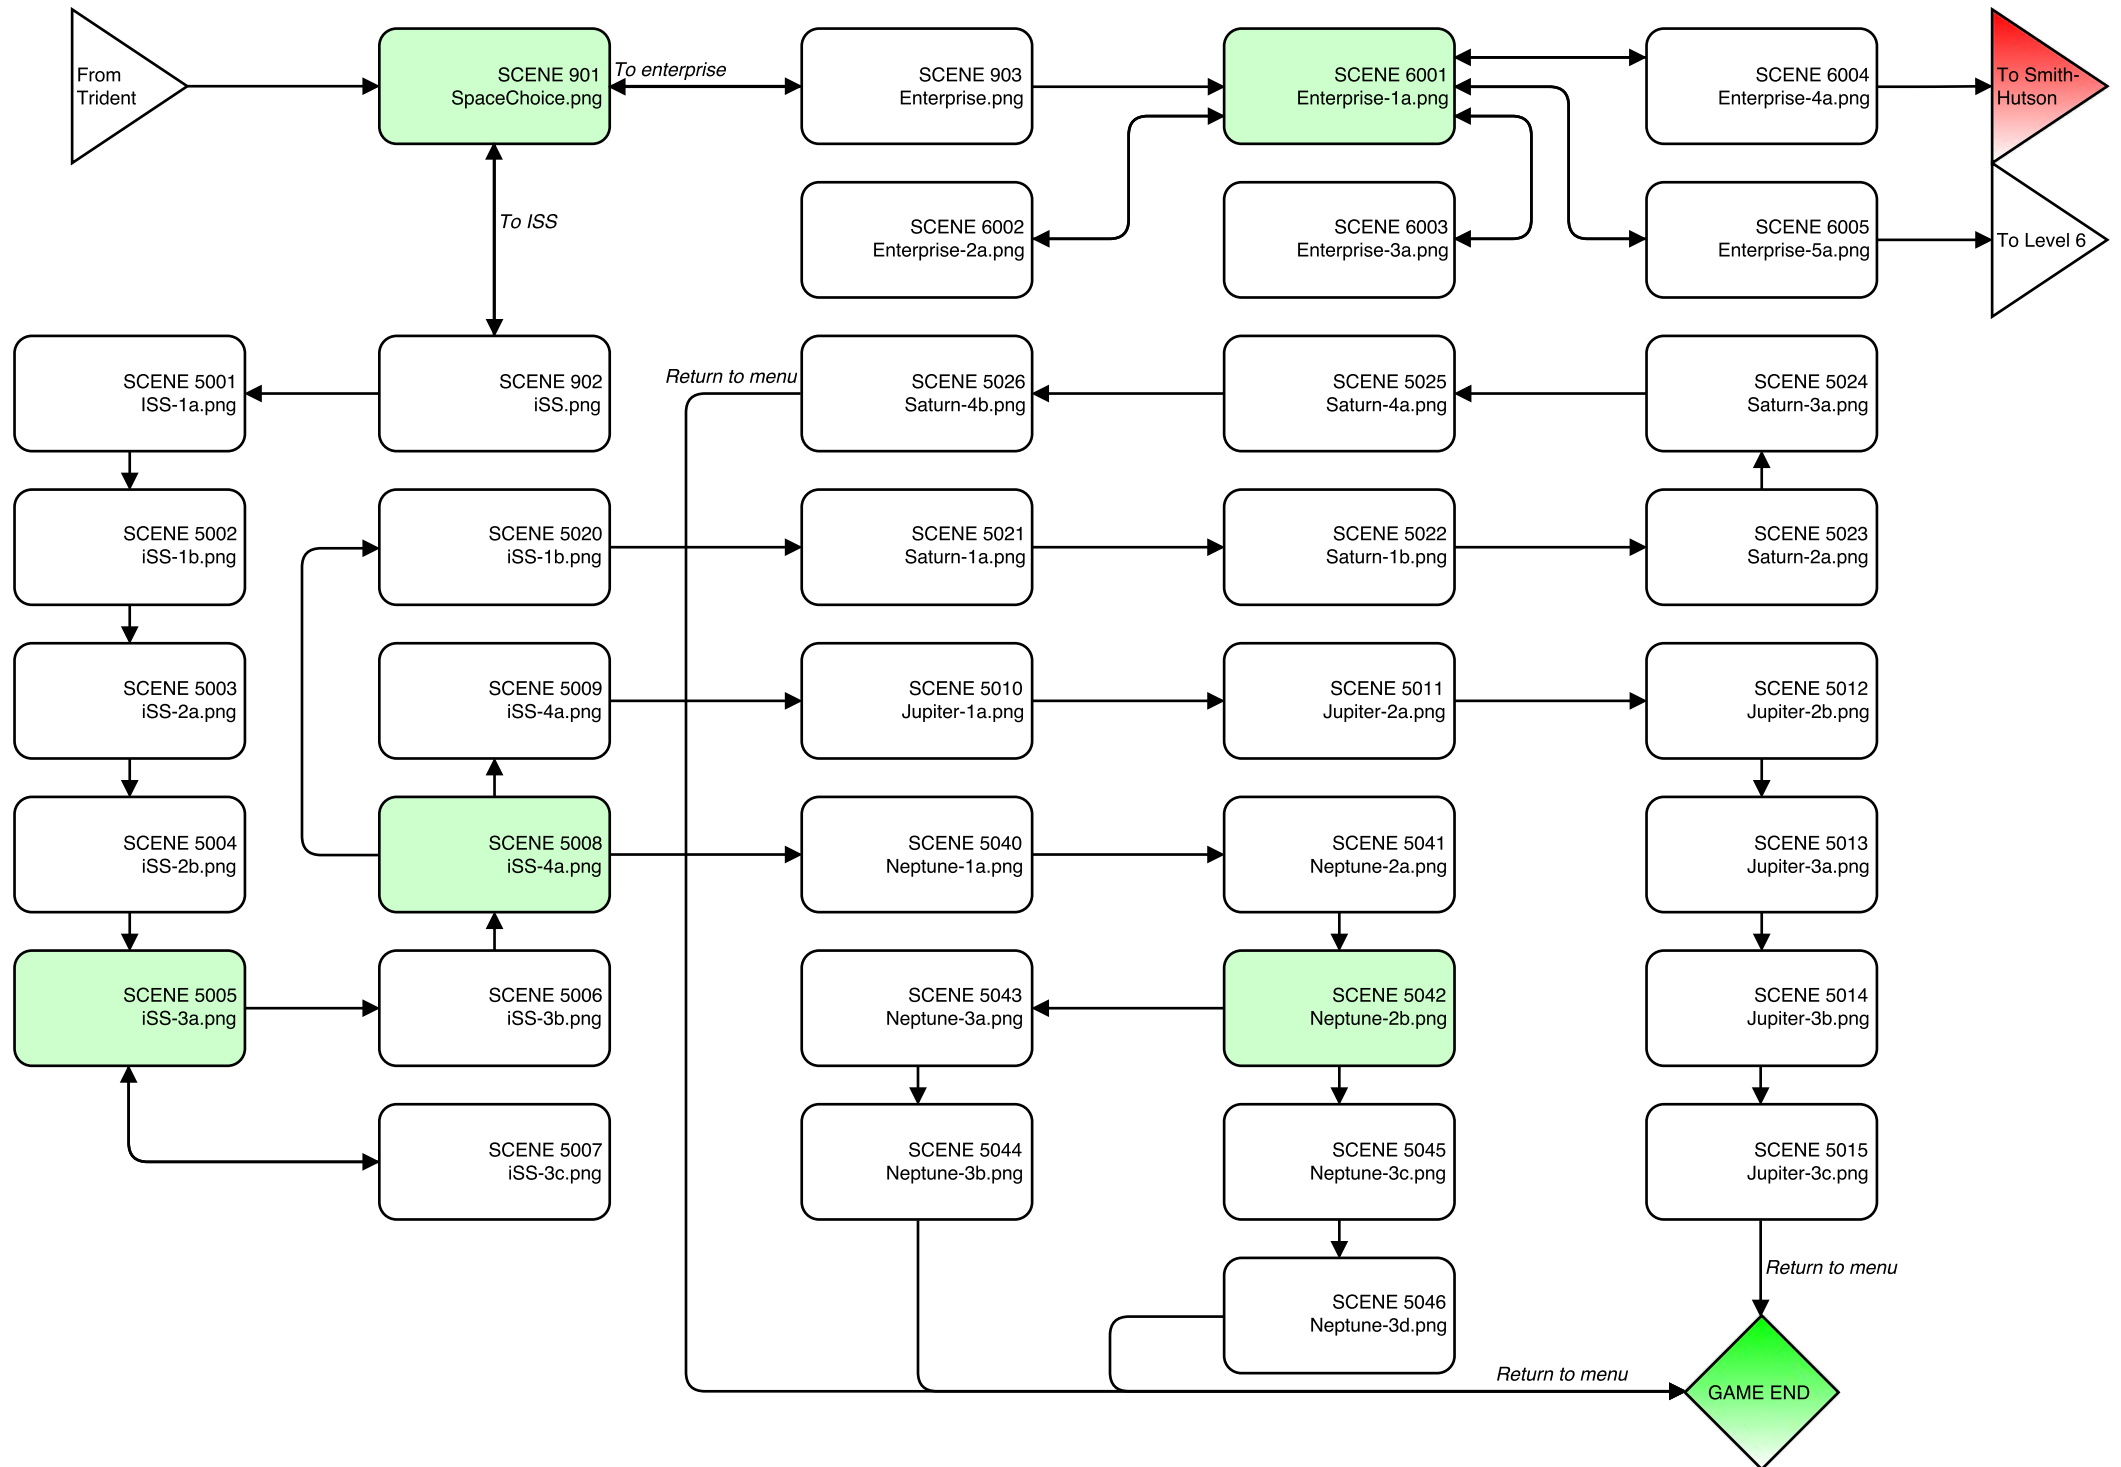 From
Trident
SCENE 901
SpaceChoice.png
To enterprise
SCENE 903
Enterprise.png
SCENE 6001
Enterprise-1a.png
SCENE 6004
Enterprise-4a.png
To Smith-
Hutson
To ISS
SCENE 6002
Enterprise-2a.png
SCENE 6003
Enterprise-3a.png
SCENE 6005
Enterprise-5a.png
To Level 6
SCENE 5001
ISS-1a.png
SCENE 902
iSS.png
Return to menu
SCENE 5026
Saturn-4b.png
SCENE 5025
Saturn-4a.png
SCENE 5024
Saturn-3a.png
SCENE 5002
iSS-1b.png
SCENE 5020
iSS-1b.png
SCENE 5021
Saturn-1a.png
SCENE 5022
Saturn-1b.png
SCENE 5023
Saturn-2a.png
SCENE 5003
iSS-2a.png
SCENE 5009
iSS-4a.png
SCENE 5010
Jupiter-1a.png
SCENE 5011
Jupiter-2a.png
SCENE 5012
Jupiter-2b.png
SCENE 5004
iSS-2b.png
SCENE 5008
iSS-4a.png
SCENE 5040
Neptune-1a.png
SCENE 5041
Neptune-2a.png
SCENE 5013
Jupiter-3a.png
SCENE 5005
iSS-3a.png
SCENE 5006
iSS-3b.png
SCENE 5043
Neptune-3a.png
SCENE 5042
Neptune-2b.png
SCENE 5014
Jupiter-3b.png
SCENE 5007
iSS-3c.png
SCENE 5044
Neptune-3b.png
SCENE 5045
Neptune-3c.png
SCENE 5015
Jupiter-3c.png
Return to menu
SCENE 5046
Neptune-3d.png
Return to menu
GAME END